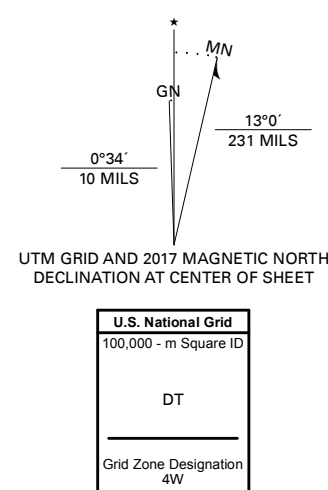 ★
MN
GN
13°0´
231 MILS
0°34´
10 MILS
UTM GRID AND 2017 MAGNETIC NORTH
DECLINATION AT CENTER OF SHEET
U.S. National Grid
100,000 - m Square ID
DT
Grid Zone Designation
4W